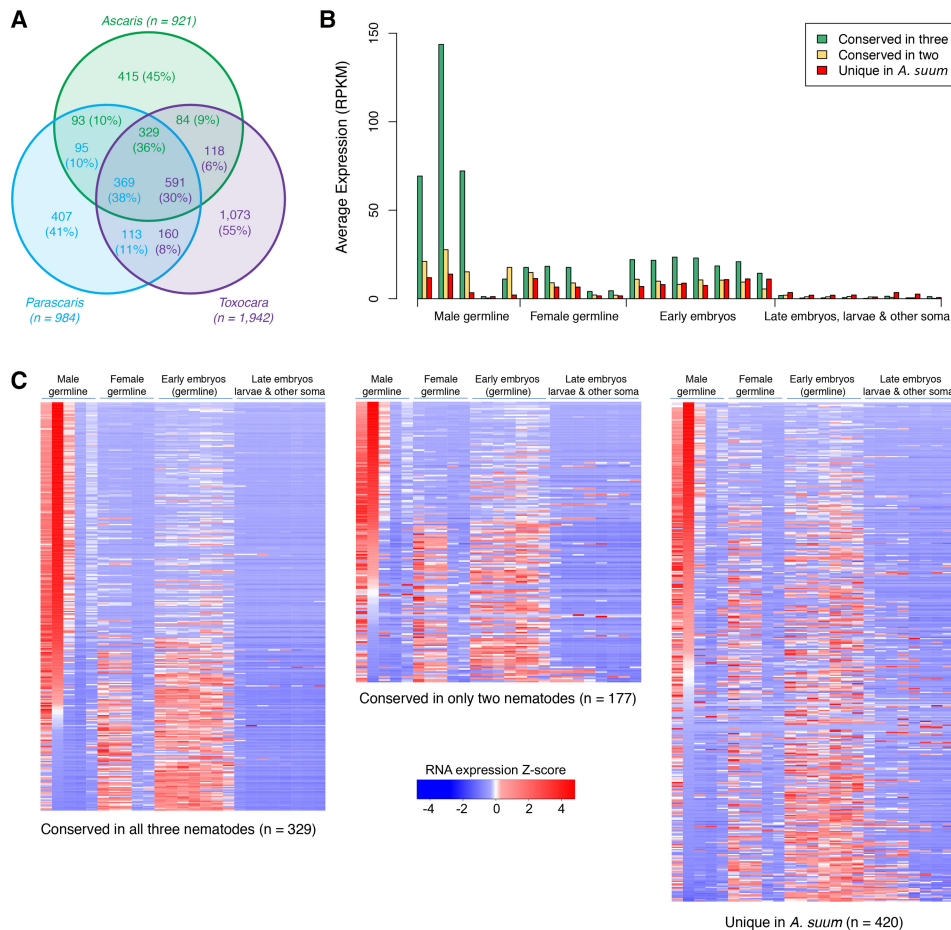 A
Ascaris (n = 921)
415 (45%)
93 (10%)
84 (9%)
329
(36%)
95
(10%)
118
(6%)
369
(38%)
591
(30%)
407
(41%)
1,073
(55%)
113
(11%)
160
(8%)
Parascaris
(n = 984)
Toxocara
(n = 1,942)
B
Average Expression (RPKM)
150
100
50
0
Conserved in three
Conserved in two
Unique in A. suum
Male germline
Female germline
Early embryos
Late embryos, larvae & other soma
C
Male
germline
Female
germline
Early embryos
(germline)
Late embryos
larvae & other soma
Conserved in all three nematodes (n = 329)
Male
germline
Female
germline
Early embryos
(germline)
Late embryos
larvae & other soma
Conserved in only two nematodes (n = 177)
RNA expression Z-score
-4 -2 0 2 4
Male
germline
Female
germline
Early embryos
(germline)
Late embryos
larvae & other soma
Unique in A. suum (n = 420)